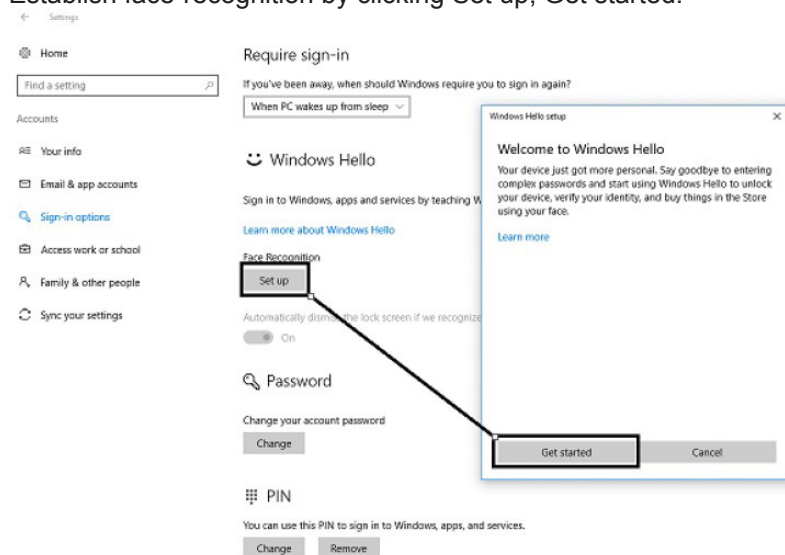 Establish face recognition by clicking Set up, Get started.
Settings
Home
Find a setting
Accounts
Your info
Email & app accounts
Sign-in options
Access work or school
Family & other people
Sync your settings
Require sign-in
If you've been away, when should Windows require you to sign in again?
When PC wakes up from sleep
Windows Hello
Sign in to Windows, apps and services by teaching W
Learn more about Windows Hello
Face Recognition
Set up
Automatically dismiss the lock screen if we recognize
On
Password
Change your account password
Change
PIN
You can use this PIN to sign in to Windows, apps, and services.
Change Remove
Windows Hello setup
Welcome to Windows Hello
Your device just got more personal. Say goodbye to entering
complex passwords and start using Windows Hello to unlock
your device, verify your identity, and buy things in the Store
using your face.
Learn more
Get started Cancel